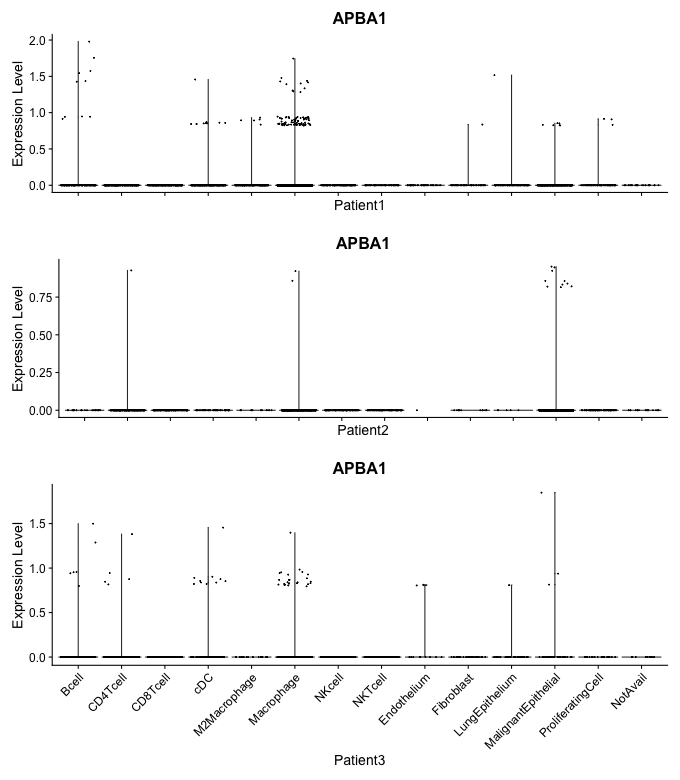 APBA1
Expression Level
2.0
1.5
1.0
0.5
0.0
Patient1
APBA1
Expression Level
0.75
0.50
0.25
0.00
Patient2
APBA1
Expression Level
1.5
1.0
0.5
0.0
Bcell
CD4Tcell
CD8Tcell
cDC
M2Macrophage
Macrophage
NKcell
NKTcell
Endothelium
Fibroblast
LungEpithelium
MalignantEpithelial
ProliferatingCell
NotAvail
Patient3